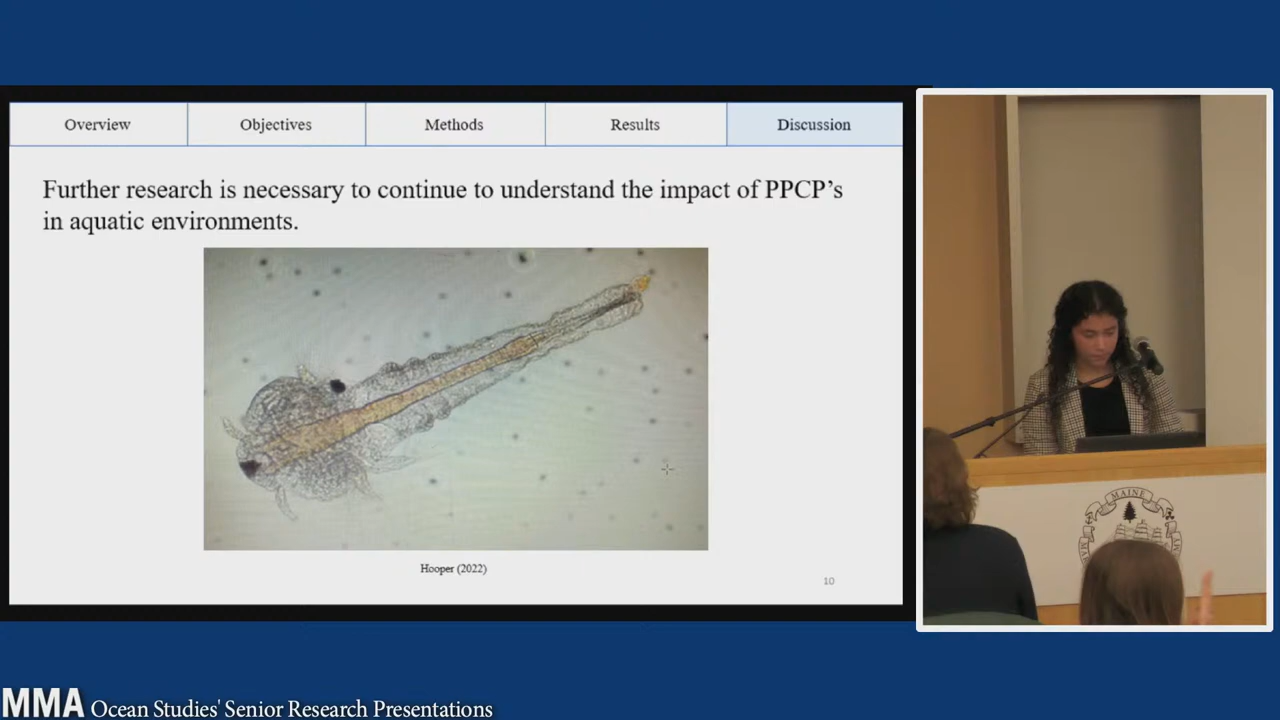 Overview
Objectives
Methods
Results
Discussion
Further research is necessary to continue to understand the impact of PPCP's
in aquatic environments.
Hooper (2022)
10
MAINE
MMA Ocean Studies' Senior Research Presentations